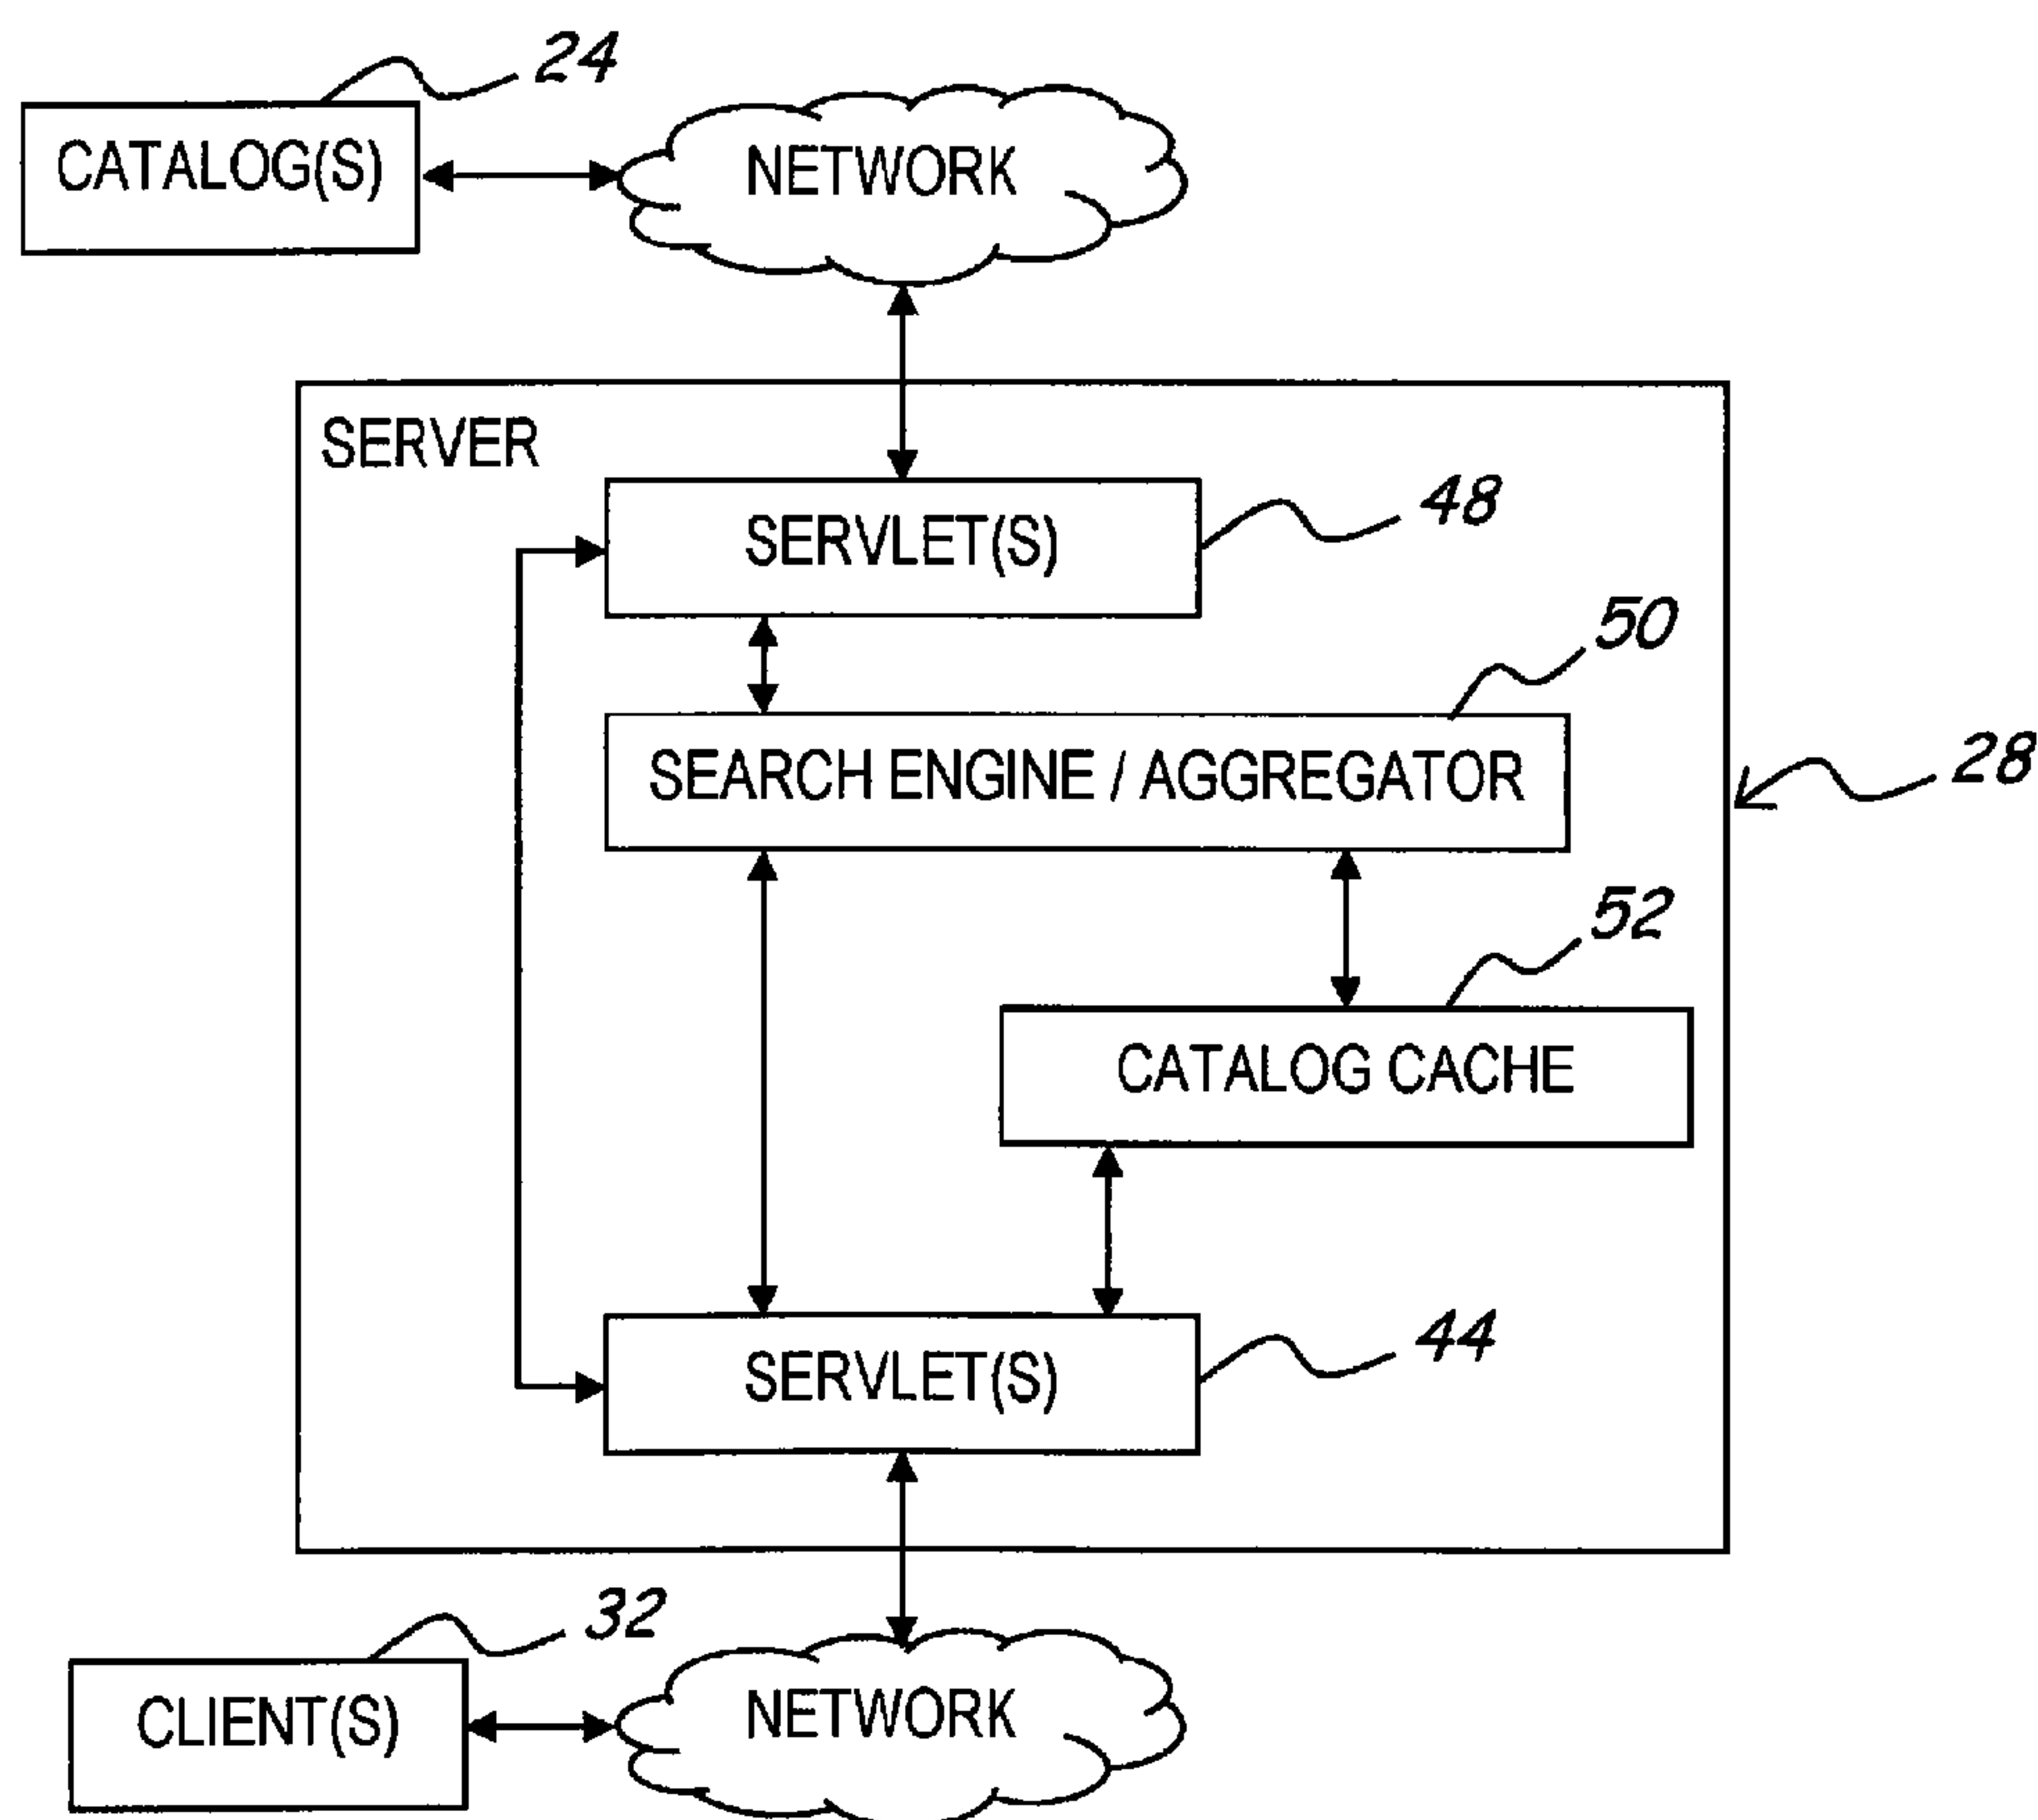 24
CATALOG(S)
NETWORK
SERVER
SERVLET(S)
48
50
SEARCH ENGINE / AGGREGATOR
28
52
CATALOG CACHE
SERVLET(S)
44
32
CLIENT(S)
NETWORK